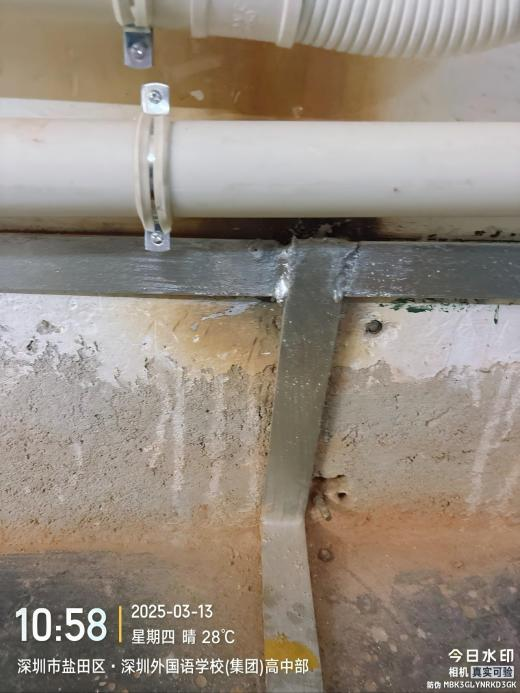 10:58
2025-03-13
星期四 晴 28℃
深圳市盐田区·深圳外国语学校(集团)高中部
今日水印
相机 真实可验
防伪 MBK3GLYNRKD3GK